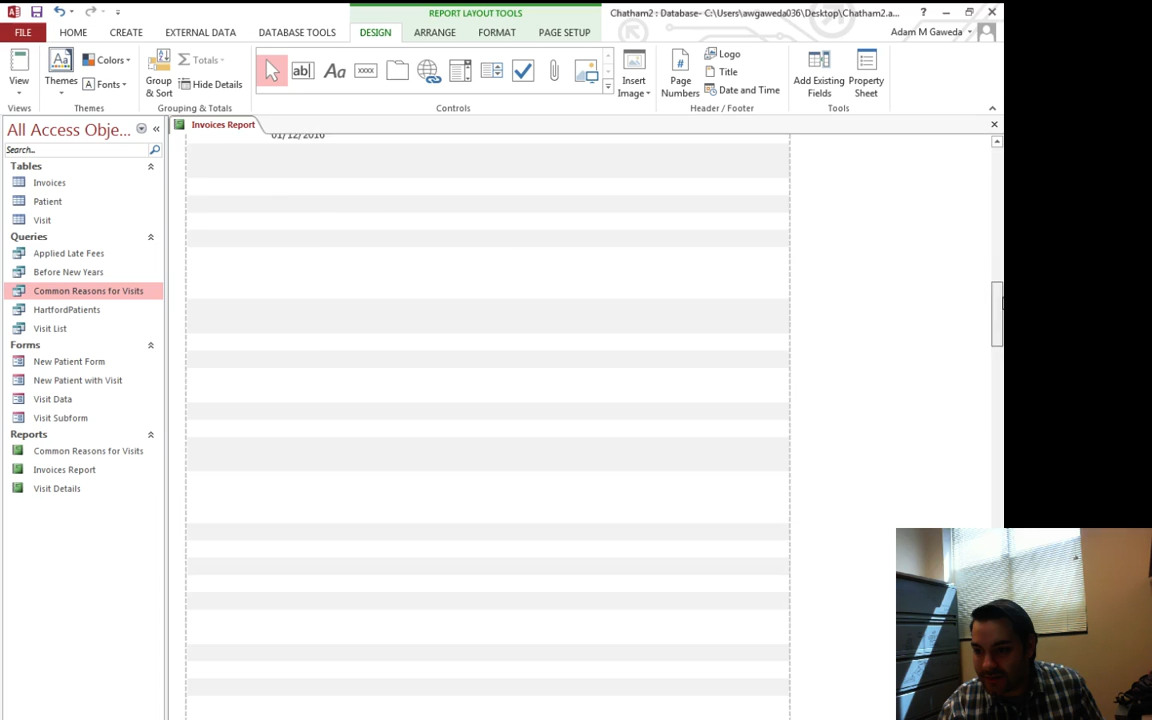 REPORT LAYOUT TOOLS
Chatham2 : Database- C:\Users\awgaweda036\Desktop\Chatham2.a...
?
FILE
HOME
CREATE
EXTERNAL DATA
DATABASE TOOLS
DESIGN
ARRANGE
FORMAT
PAGE SETUP
Adam M Gaweda
View
Themes
Colors
Fonts
Group & Sort
Totals
Hide Details
ab
Aa
xxxx
Insert Image
Page Numbers
Logo
Title
Date and Time
Add Existing Fields
Property Sheet
Views
Themes
Grouping & Totals
Controls
Header / Footer
Tools
All Access Obje...
Invoices Report
Search...
01/12/2016
Tables
Invoices
Patient
Visit
Queries
Applied Late Fees
Before New Years
Common Reasons for Visits
HartfordPatients
Visit List
Forms
New Patient Form
New Patient with Visit
Visit Data
Visit Subform
Reports
Common Reasons for Visits
Invoices Report
Visit Details